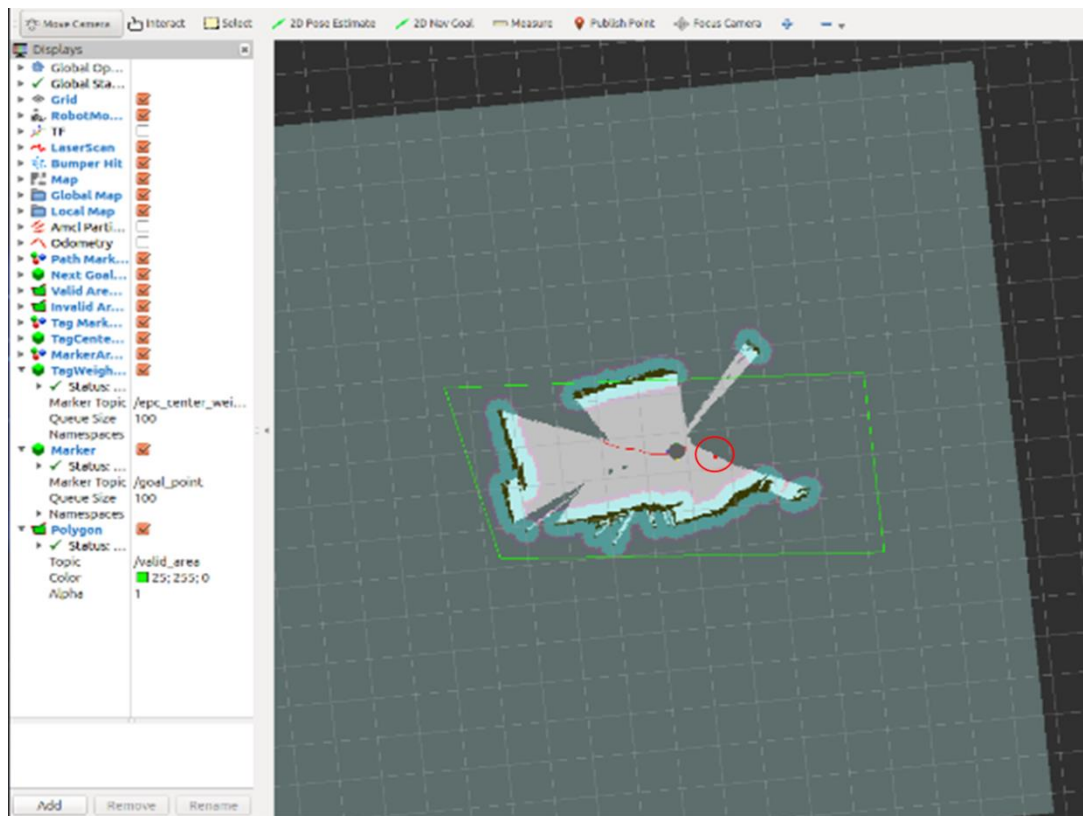 Move Camera Interact Select 2D Pose Estimate 2D Nav Goal Measure Publish Point Focus Camera
Displays
Global Op...
Global Sta...
Grid
RobotMo...
TF
LaserScan
Bumper Hit
Map
Global Map
Local Map
Amcl Parti...
Odometry
Path Mark...
Next Goal...
Valid Are...
Invalid Ar...
Tag Mark...
TagCente...
MarkerAr...
TagWeigh...
Status: ...
Marker Topic /epc_center_wei...
Queue Size 100
Namespaces
Marker
Status: ...
Marker Topic /goal_point
Queue Size 100
Namespaces
Polygon
Status: ...
Topic /valid_area
Color 25; 255; 0
Alpha 1
Add Remove Rename